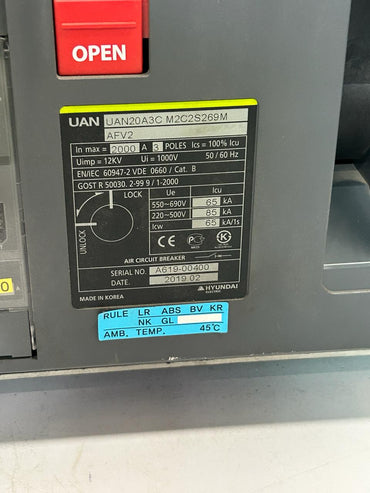 OPEN
UAN UAN20A3C M2C2S269M
AFV2
In max = 2000 A 3 POLES Ics = 100% Icu
Uimp = 12KV Ui = 1000V 50/60 Hz
EN/IEC 60947-2 VDE 0660 / Cat. B
GOST R 50030. 2-99 9 / 1-2000
LOCK
UNLOCK
Ue Icu
550~690V 65 kA
220~500V 85 kA
Icw 65 kA/1s
CE
AIR CIRCUIT BREAKER
SERIAL NO. A619-00400
DATE. 2019.02
MADE IN KOREA
HYUNDAI
ELECTRIC
RULE LR ABS BV KR
NK GL
AMB. TEMP. 45℃
0